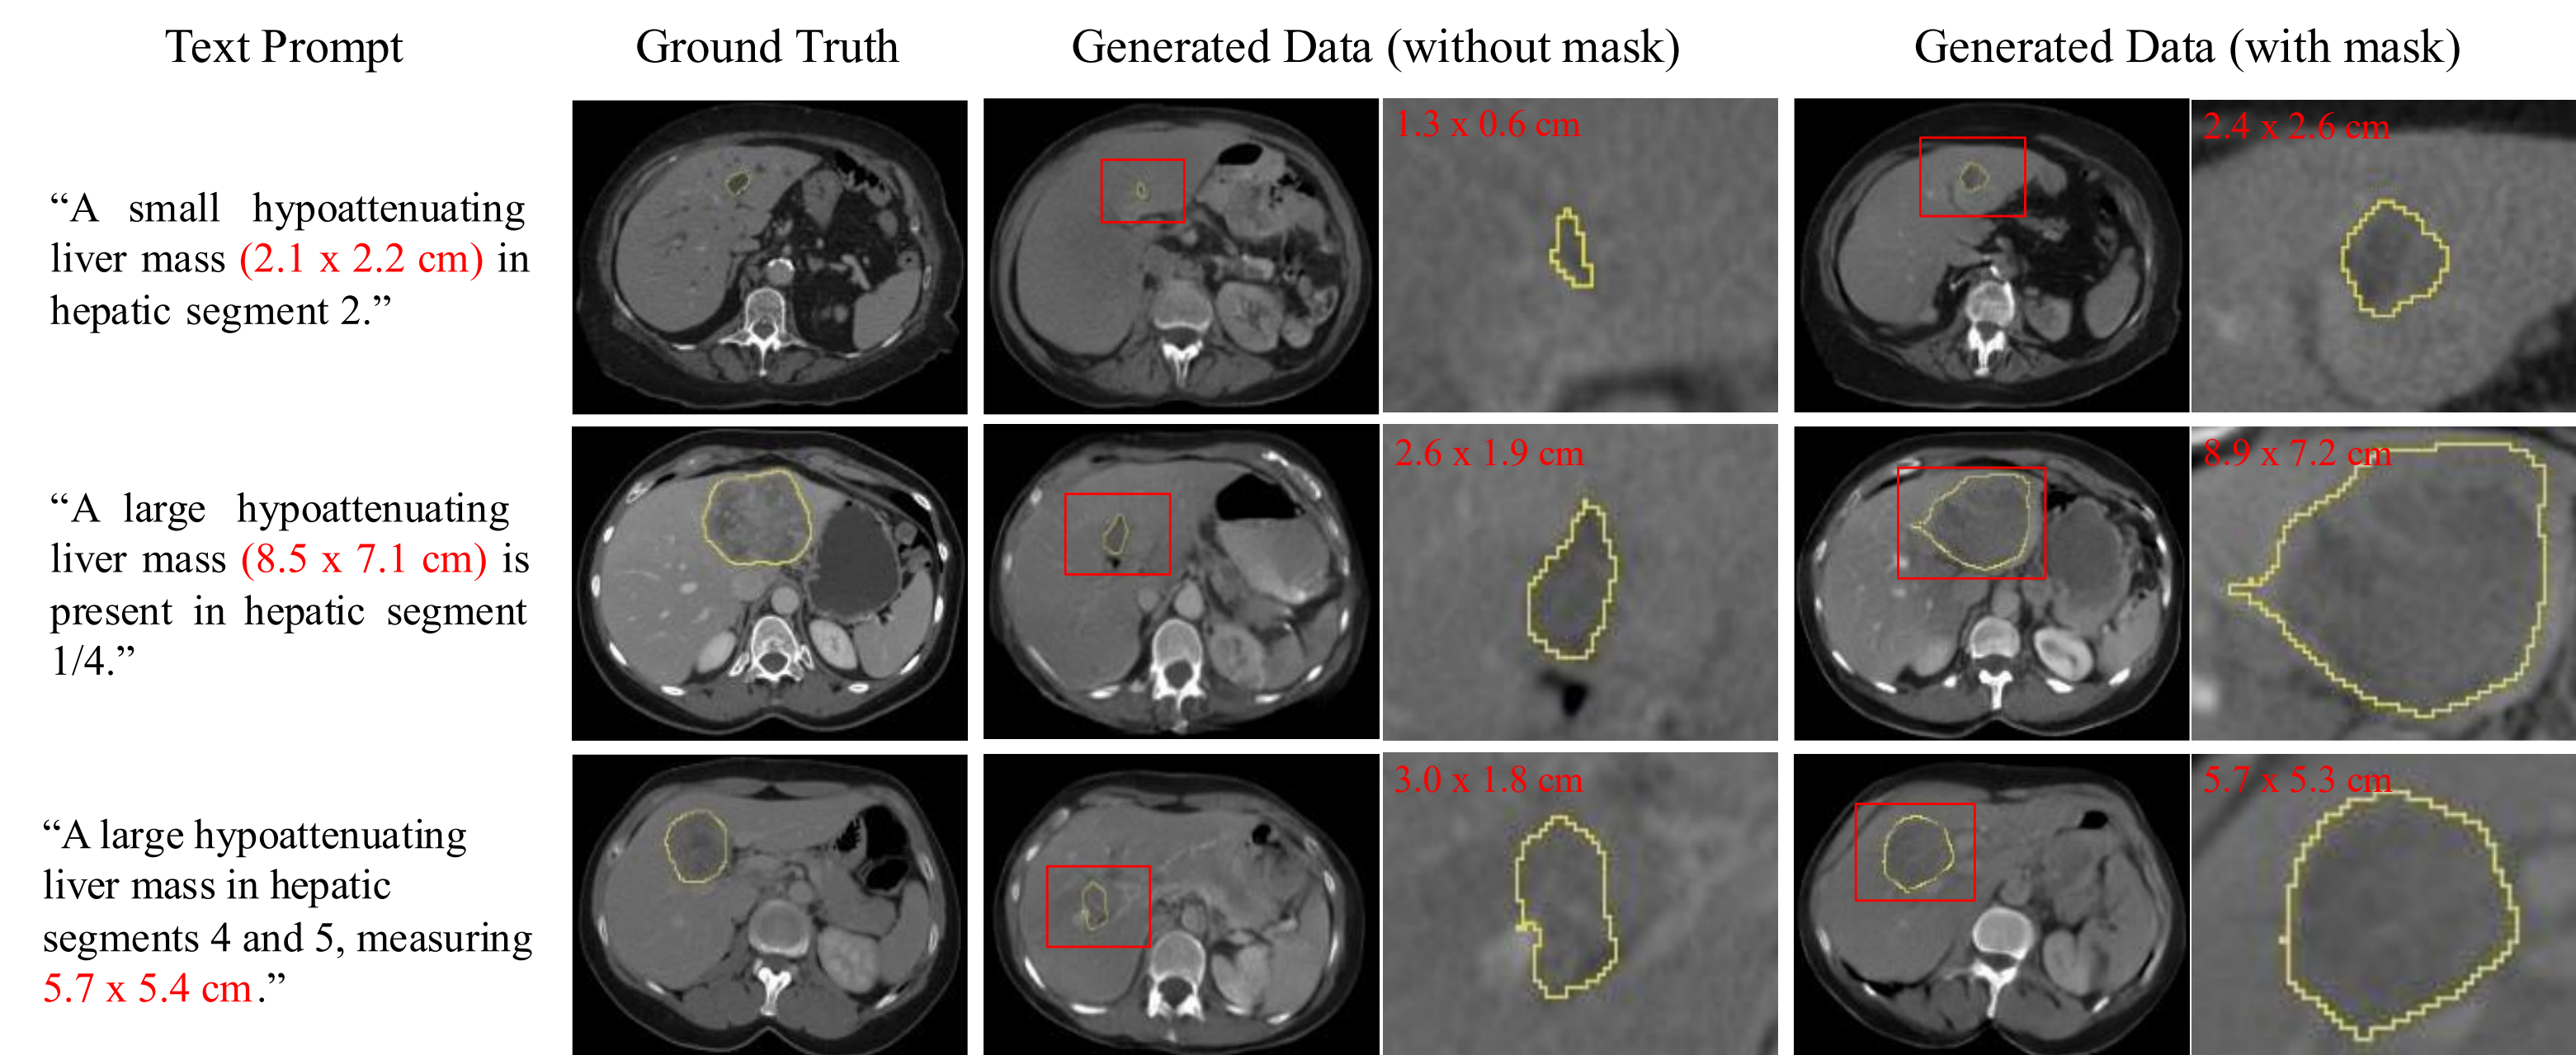 Text Prompt
Ground Truth
Generated Data (without mask)
Generated Data (with mask)
“A small hypoattenuating
liver mass (2.1 x 2.2 cm) in
hepatic segment 2.”
1.3 x 0.6 cm
2.4 x 2.6 cm
“A large hypoattenuating
liver mass (8.5 x 7.1 cm) is
present in hepatic segment
1/4.”
2.6 x 1.9 cm
8.9 x 7.2 cm
“A large hypoattenuating
liver mass in hepatic
segments 4 and 5, measuring
5.7 x 5.4 cm.”
3.0 x 1.8 cm
5.7 x 5.3 cm